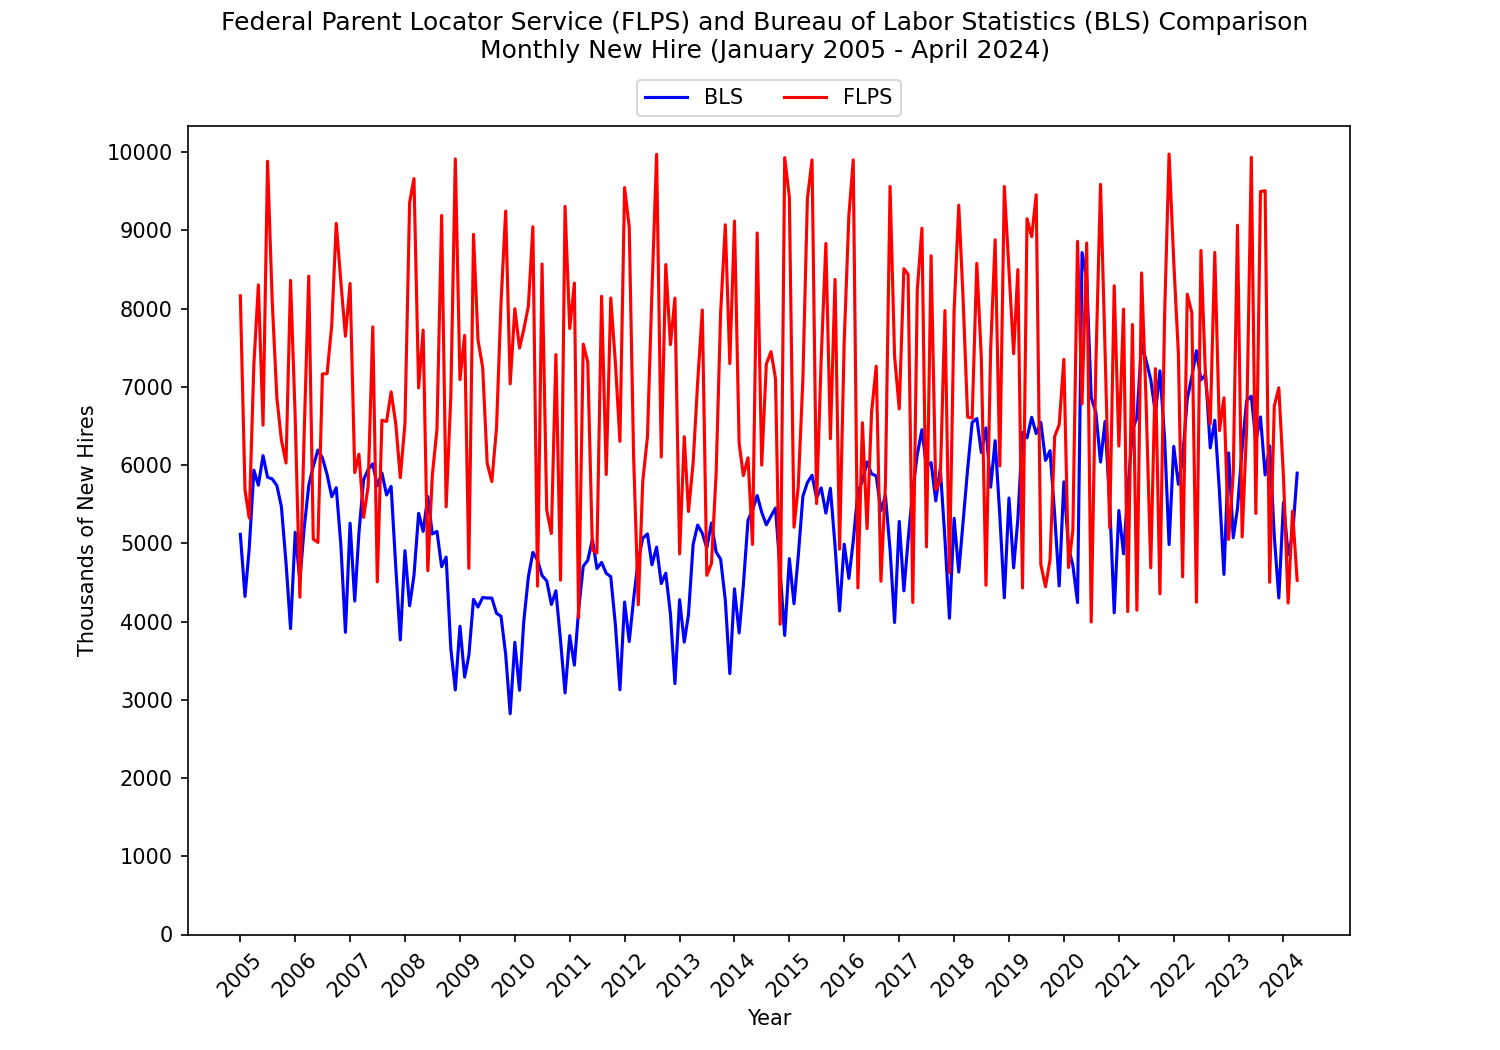 Federal Parent Locator Service (FLPS) and Bureau of Labor Statistics (BLS) Comparison
Monthly New Hire (January 2005 - April 2024)
BLS FLPS
10000
9000
8000
7000
6000
5000
4000
3000
2000
1000
0
Thousands of New Hires
2005 2006 2007 2008 2009 2010 2011 2012 2013 2014 2015 2016 2017 2018 2019 2020 2021 2022 2023 2024
Year